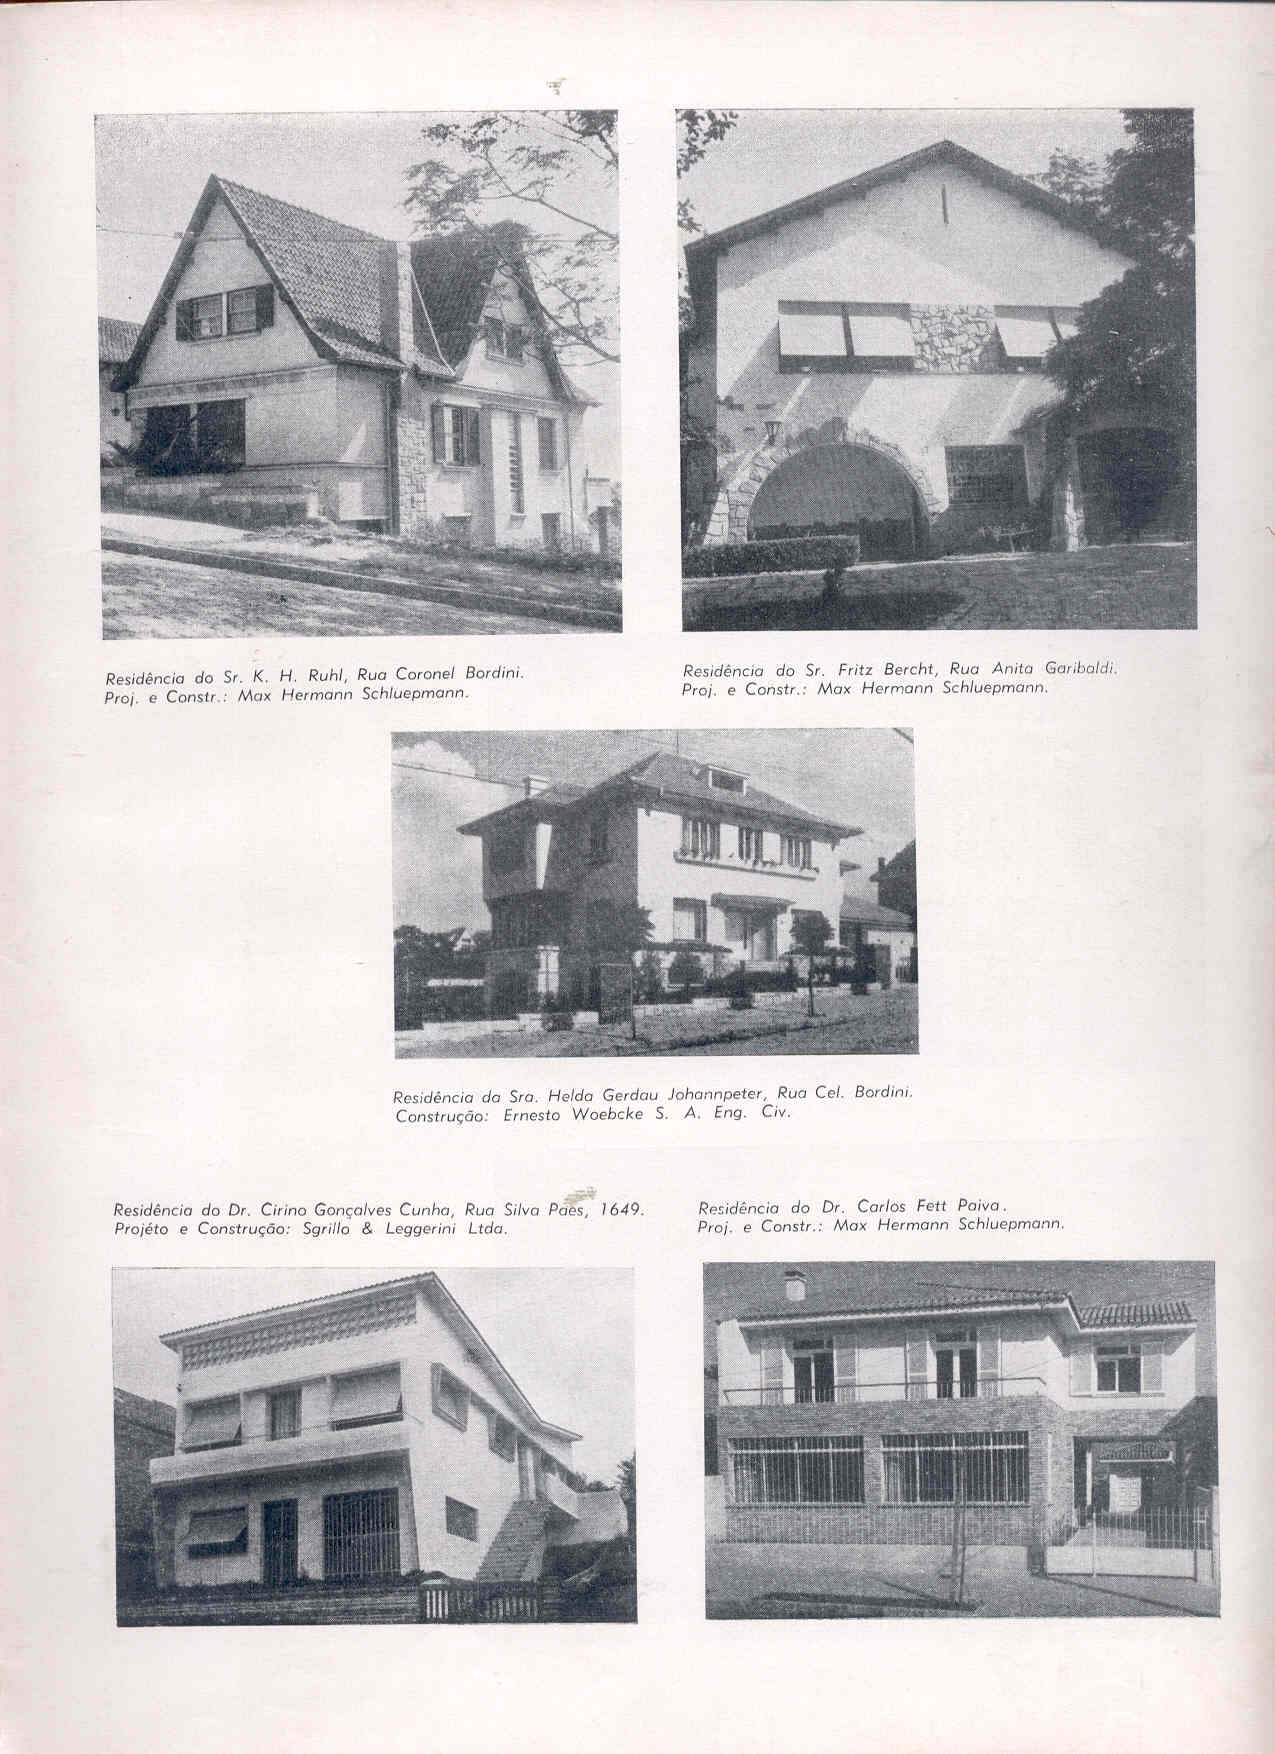 Residência do Sr. K. H. Ruhl, Rua Coronel Bordini.
Proj. e Constr.: Max Hermann Schluepmann.
Residência do Sr. Fritz Bercht, Rua Anita Garibaldi.
Proj. e Constr.: Max Hermann Schluepmann.
Residência da Sra. Helda Gerdau Johannpeter, Rua Cel. Bordini.
Construção: Ernesto Woebcke S. A. Eng. Civ.
Residência do Dr. Cirino Gonçalves Cunha, Rua Silva Paes, 1649.
Projéto e Construção: Sgrillo & Leggerini Ltda.
Residência do Dr. Carlos Fett Paiva.
Proj. e Constr.: Max Hermann Schluepmann.